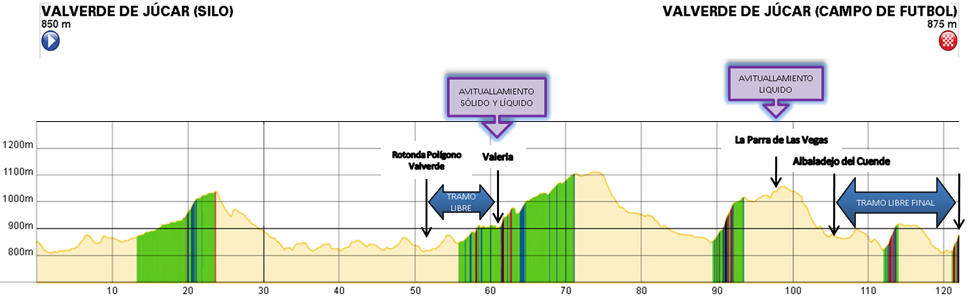 VALVERDE DE JÚCAR (SILO)
850 m
VALVERDE DE JÚCAR (CAMPO DE FUTBOL)
875 m
AVITUALLAMIENTO
SÓLIDO Y LÍQUIDO
AVITUALLAMIENTO
LIQUIDO
La Parra de Las Vegas
Rotonda Polígono
Valverde
Valeria
Albaladejo del Cuende
TRAMO
LIBRE
TRAMO LIBRE FINAL
1200m
1100m
1000m
900m
800m
10 20 30 40 50 60 70 80 90 100 110 120